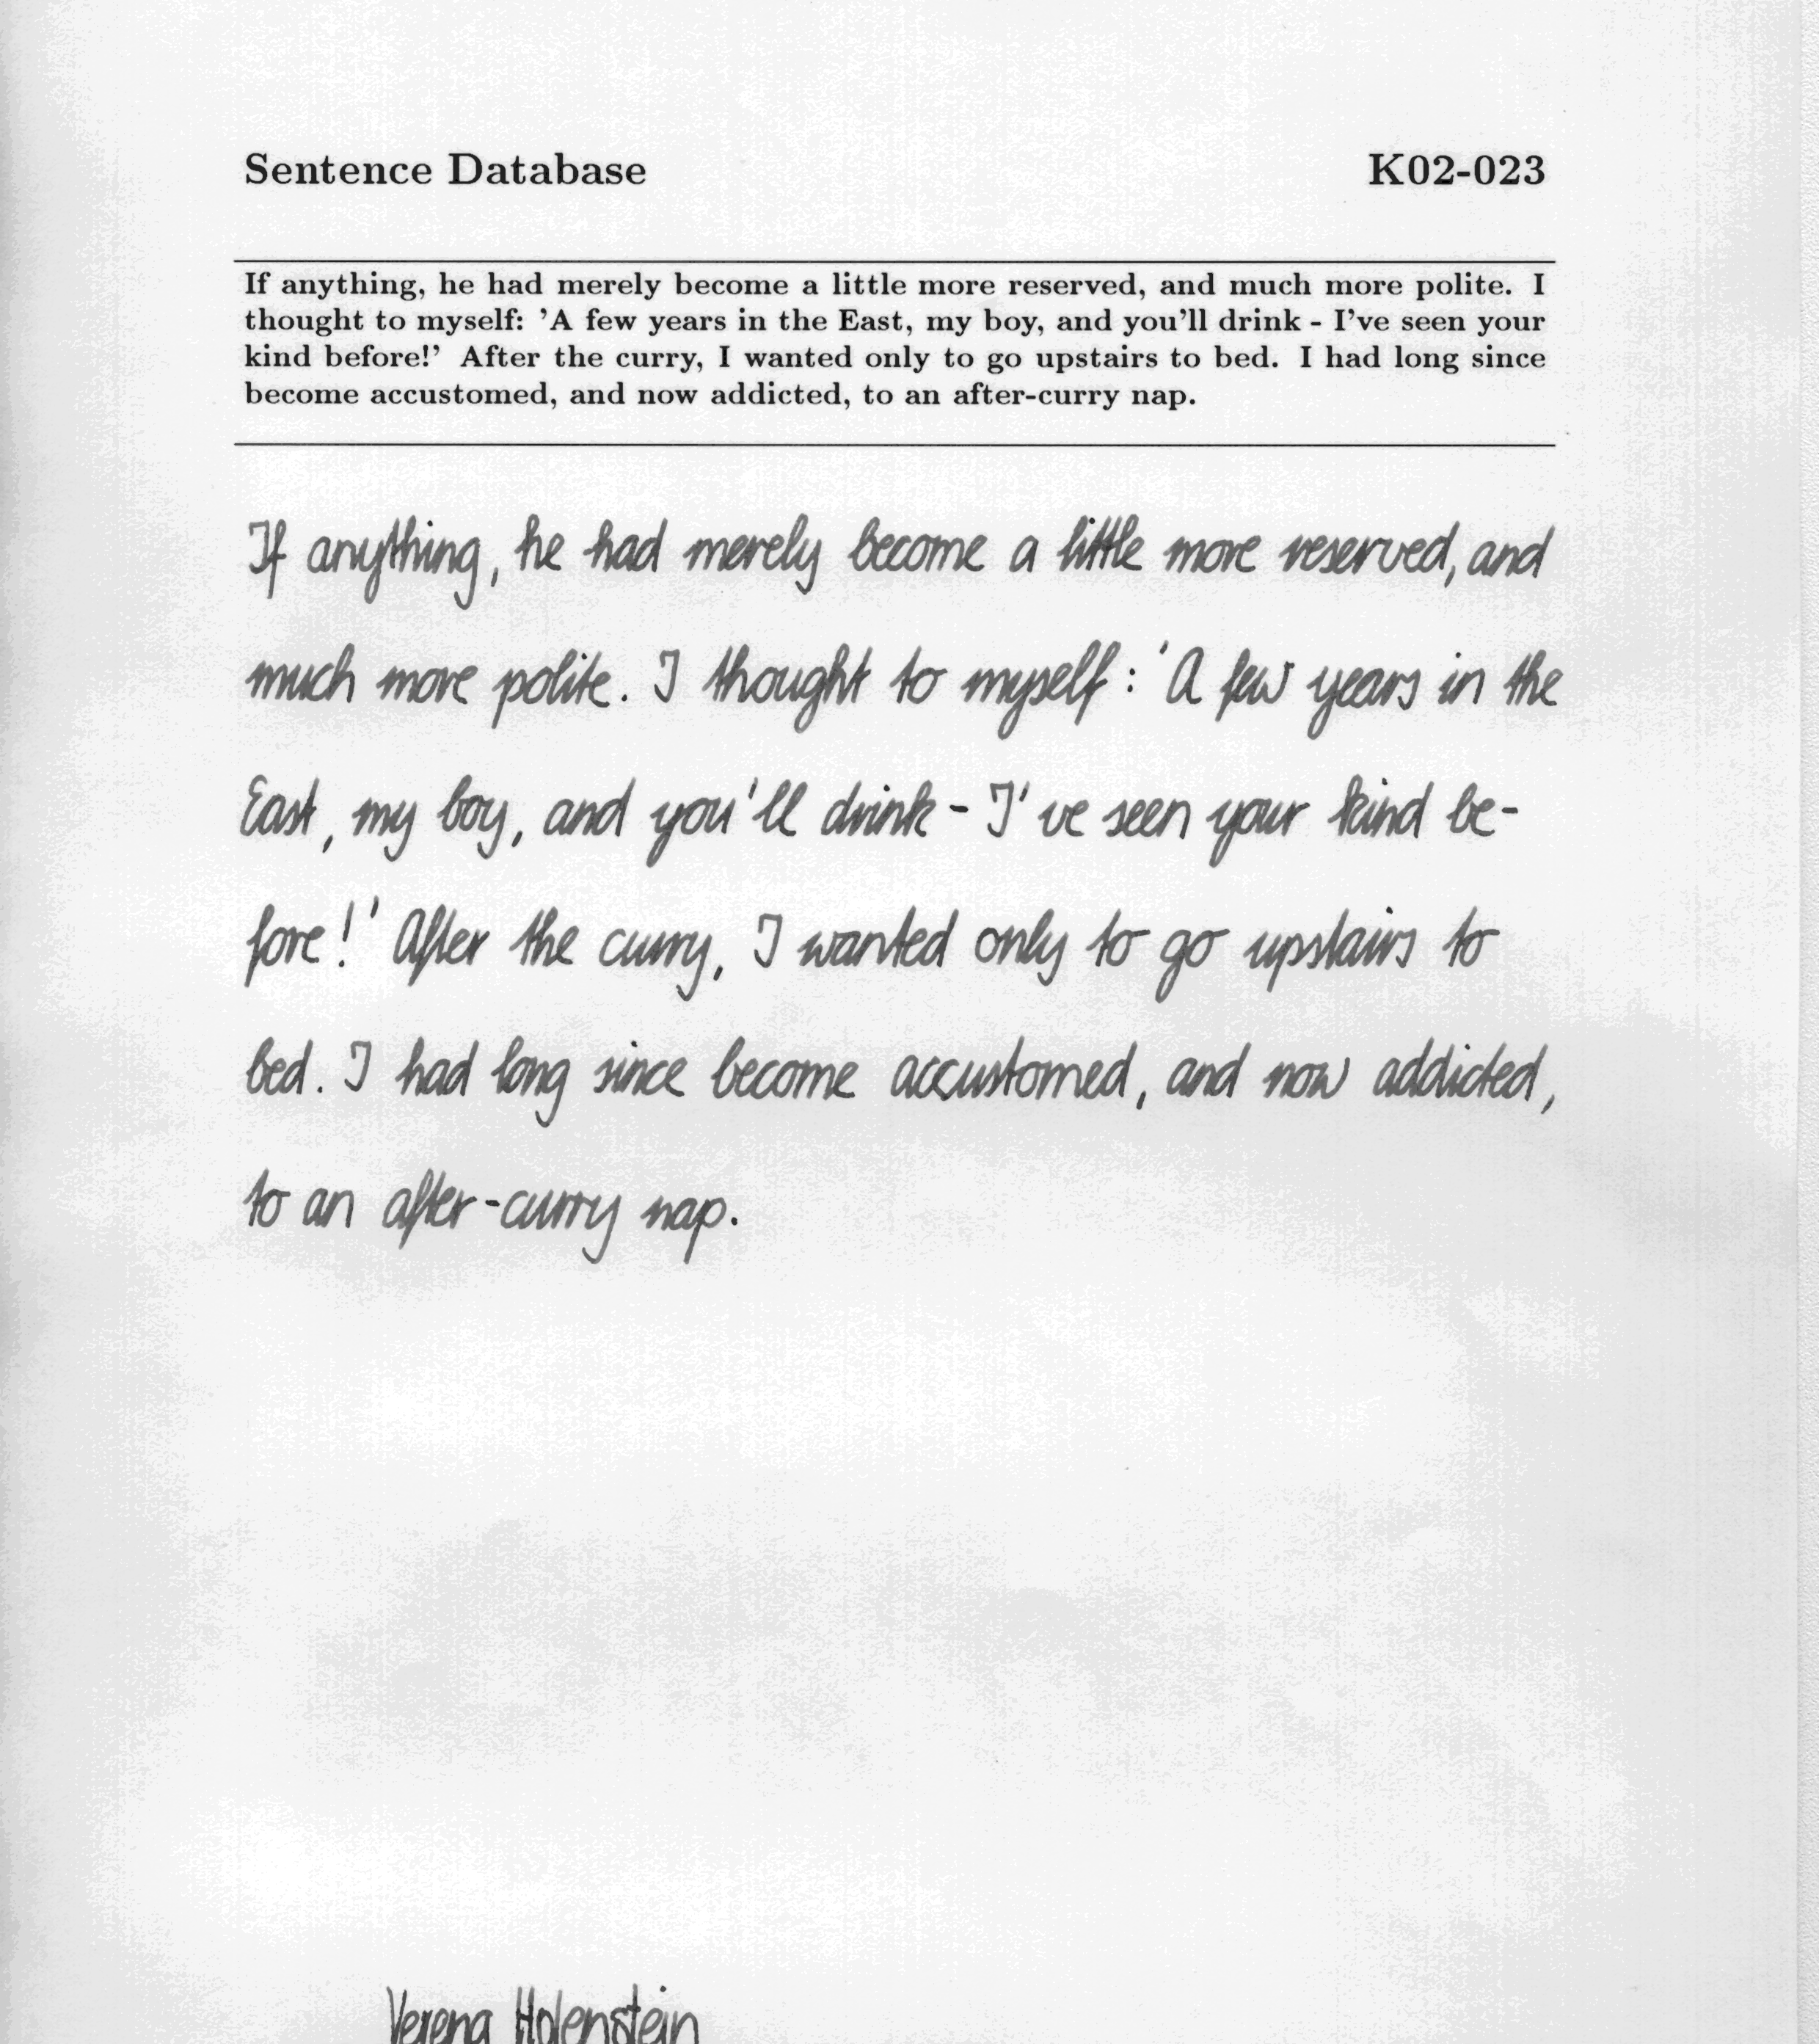 Sentence Database K02-023
If anything, he had merely become a little more reserved, and much more polite. I
thought to myself: 'A few years in the East, my boy, and you'll drink - I've seen your
kind before!' After the curry, I wanted only to go upstairs to bed. I had long since
become accustomed, and now addicted, to an after-curry nap.
If anything, he had merely become a little more reserved, and
much more polite. I thought to myself: 'A few years in the
East, my boy, and you'll drink - I've seen your kind be-
fore!' After the curry, I wanted only to go upstairs to
bed. I had long since become accustomed, and now addicted,
to an after-curry nap.
Verena Holenstein